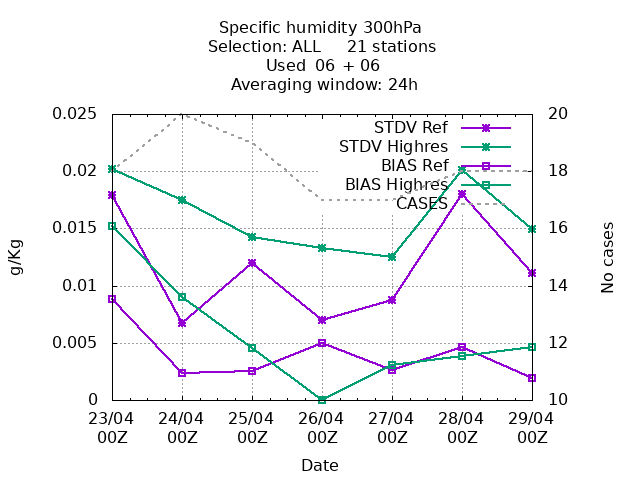 Specific humidity 300hPa
Selection: ALL 21 stations
Used 06 + 06
Averaging window: 24h
STDV Ref
STDV Highres
BIAS Ref
BIAS Highres
CASES
0.025
0.02
0.015
0.01
0.005
0
g/Kg
20
18
16
14
12
10
No cases
23/04 24/04 25/04 26/04 27/04 28/04 29/04
00Z 00Z 00Z 00Z 00Z 00Z 00Z
Date